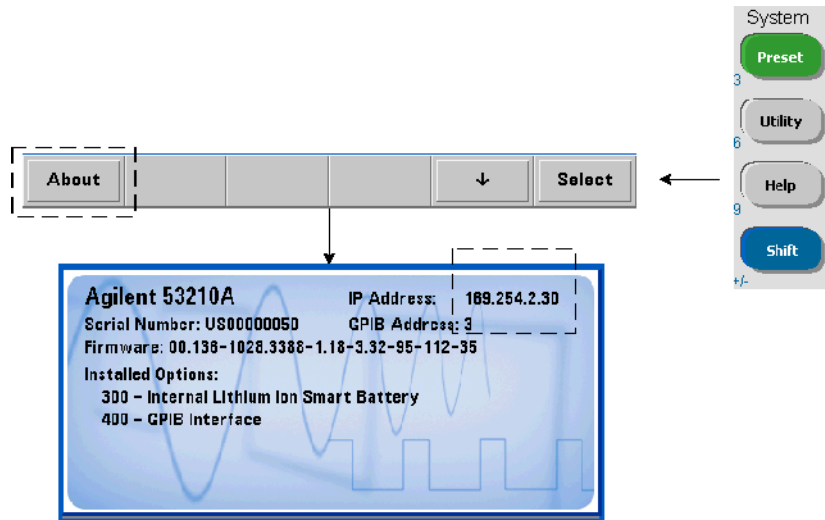 System
Preset
3
Utility
6
Help
9
Shift
+/-
About
↓
Select
Agilent 53210A
IP Address: 169.254.2.30
Serial Number: US00000050
GPIB Address: 3
Firmware: 00.136-1028.3388-1.18-3.32-95-112-35
Installed Options:
300 - Internal Lithium Ion Smart Battery
400 - GPIB Interface